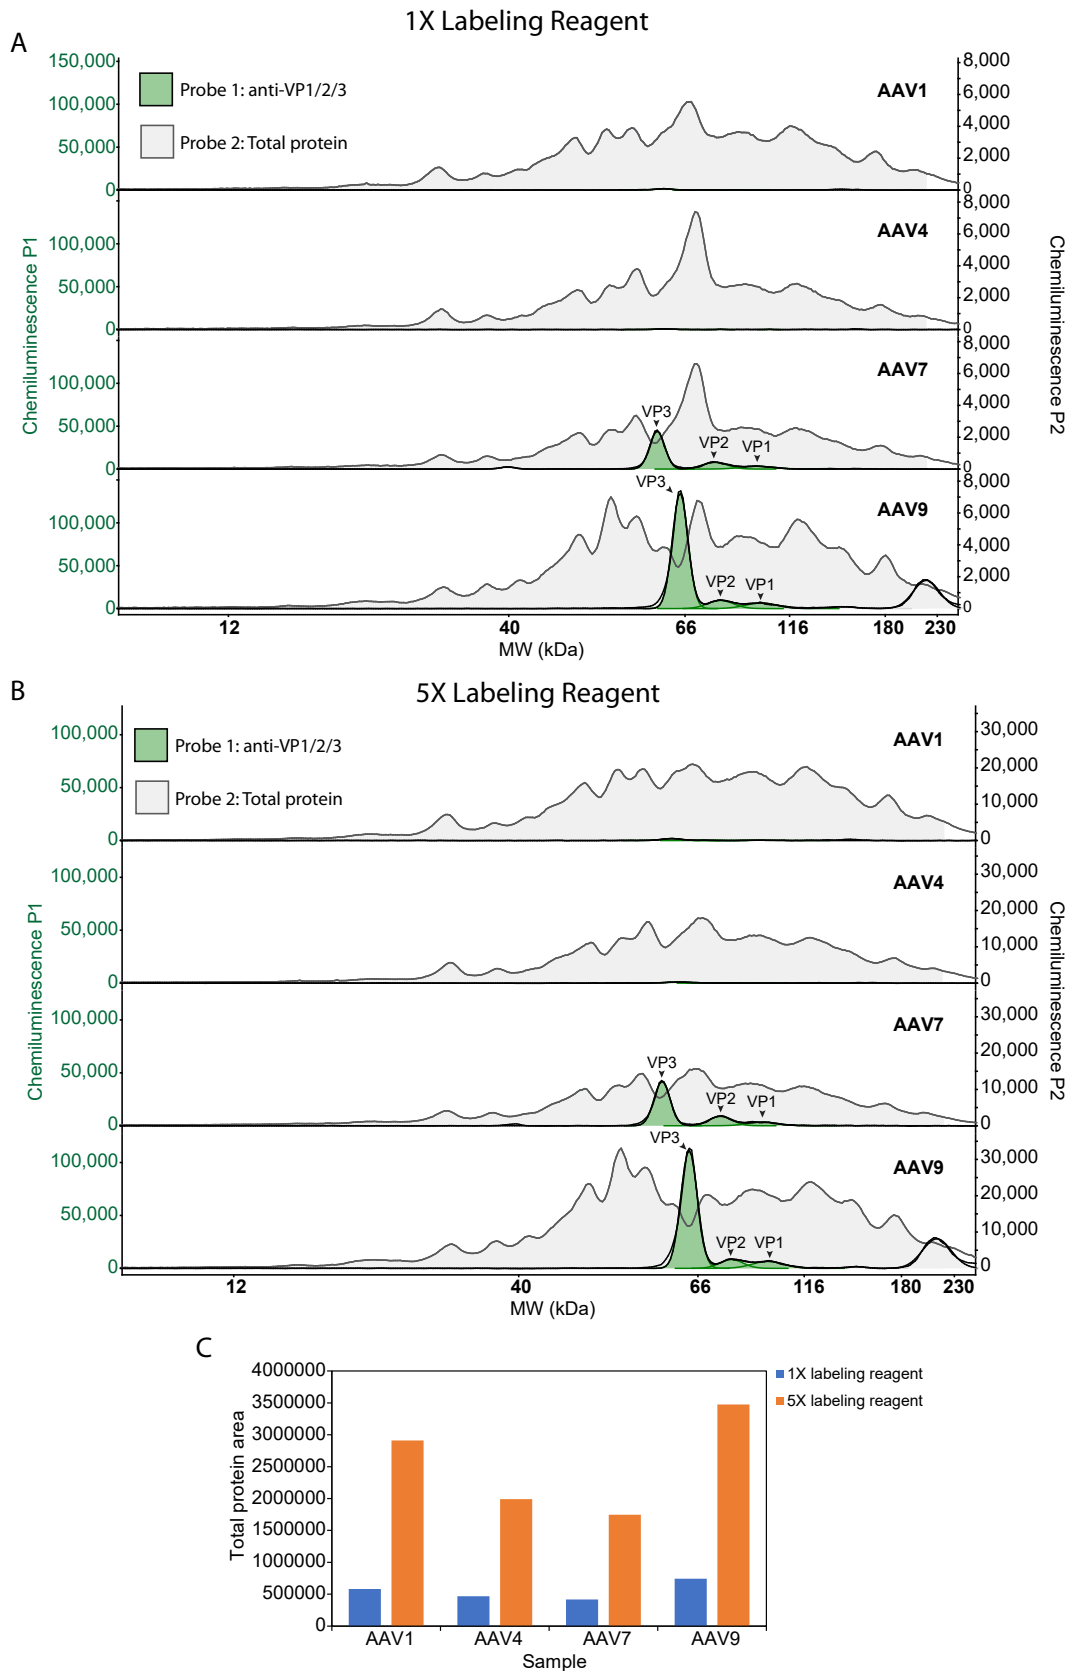 1X Labeling Reagent
A
150,000
100,000
50,000
0
Probe 1: anti-VP1/2/3
Probe 2: Total protein
AAV1
8,000
6,000
4,000
2,000
0
100,000
50,000
0
AAV4
8,000
6,000
4,000
2,000
0
Chemiluminescence P1
Chemiluminescence P2
100,000
50,000
0
VP3
VP2
VP1
AAV7
8,000
6,000
4,000
2,000
0
100,000
50,000
0
VP3
VP2
VP1
AAV9
8,000
6,000
4,000
2,000
0
12 40 66 116 180 230
MW (kDa)
B
5X Labeling Reagent
100,000
50,000
0
Probe 1: anti-VP1/2/3
Probe 2: Total protein
AAV1
30,000
20,000
10,000
0
100,000
50,000
0
AAV4
30,000
20,000
10,000
0
Chemiluminescence P1
Chemiluminescence P2
100,000
50,000
0
VP3
VP2
VP1
AAV7
30,000
20,000
10,000
0
100,000
50,000
0
VP3
VP2
VP1
AAV9
30,000
20,000
10,000
0
12 40 66 116 180 230
MW (kDa)
C
4000000
3500000
3000000
2500000
2000000
1500000
1000000
500000
0
Total protein area
1X labeling reagent
5X labeling reagent
AAV1 AAV4 AAV7 AAV9
Sample